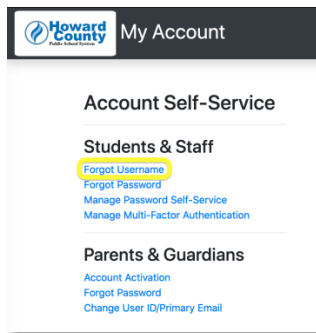 Howard
County
Public School System
My Account
Account Self-Service
Students & Staff
Forgot Username
Forgot Password
Manage Password Self-Service
Manage Multi-Factor Authentication
Parents & Guardians
Account Activation
Forgot Password
Change User ID/Primary Email